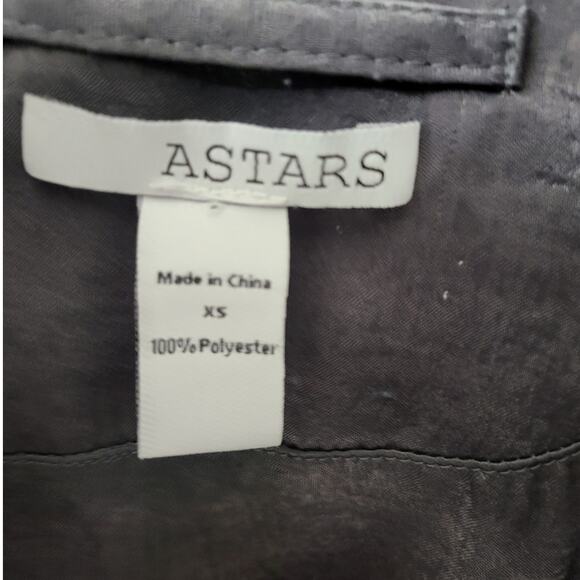 ASTARS
Made in China
XS
100% Polyester